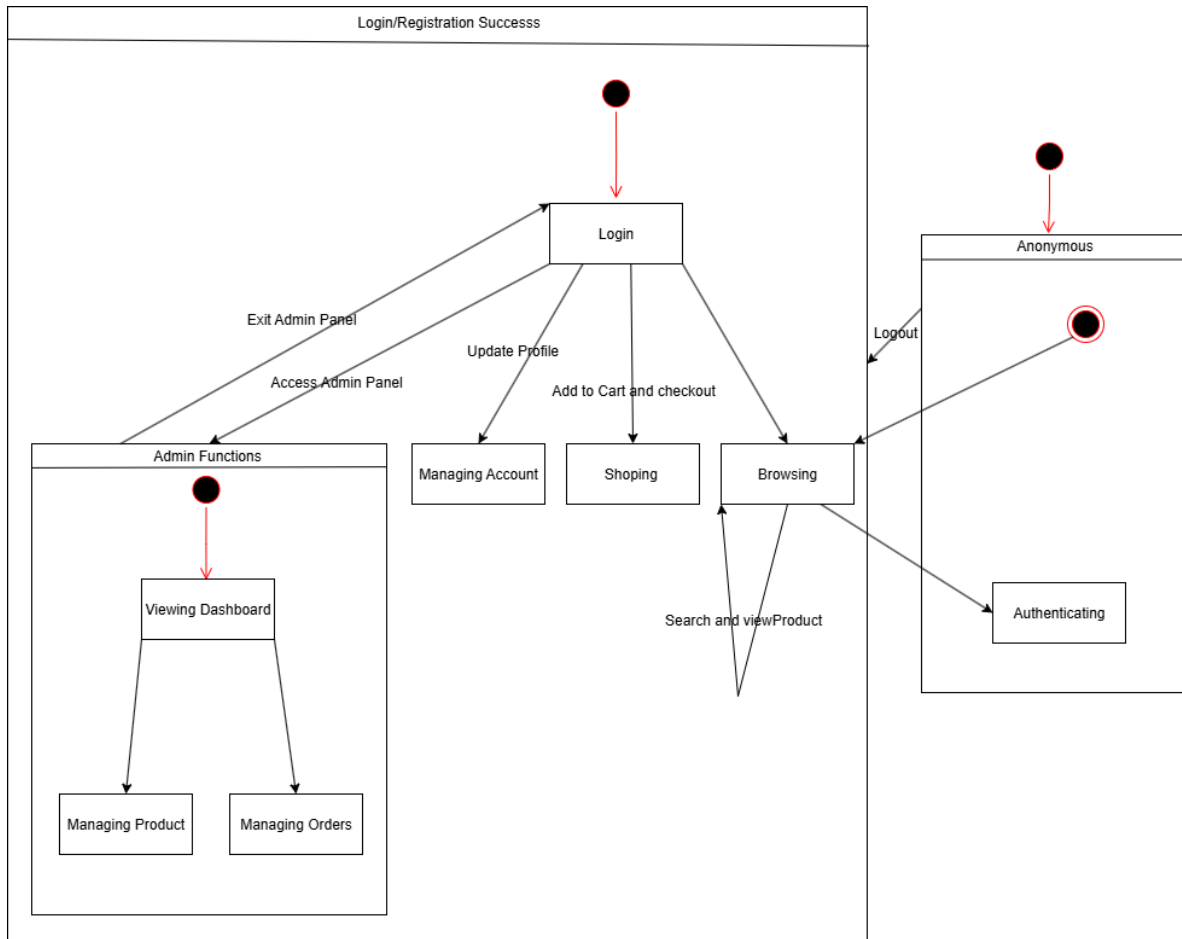 Login/Registration Successs
Anonymous
Login
Exit Admin Panel
Logout
Update Profile
Access Admin Panel
Add to Cart and checkout
Admin Functions
Managing Account
Shoping
Browsing
Viewing Dashboard
Authenticating
Search and viewProduct
Managing Product
Managing Orders